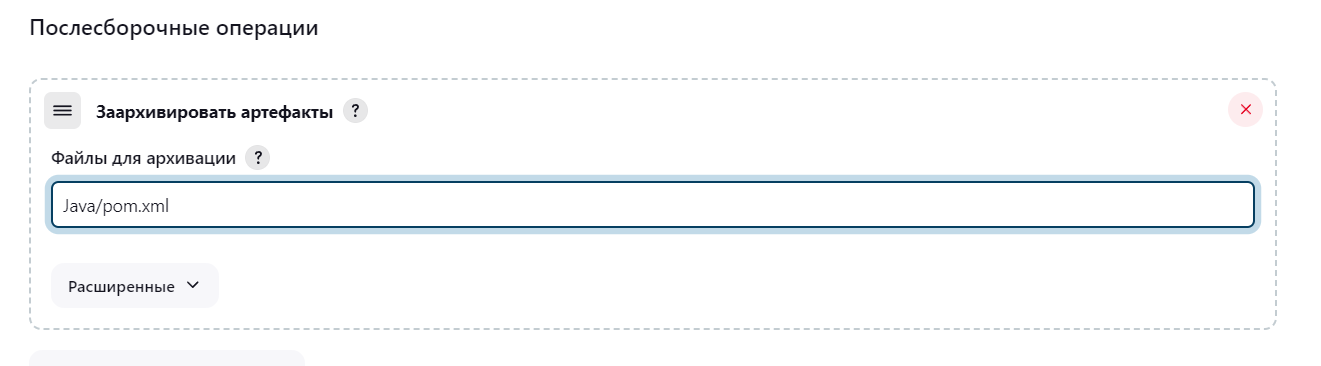 Послесборочные операции
Заархивировать артефакты ?
Файлы для архивации ?
Java/pom.xml
Расширенные